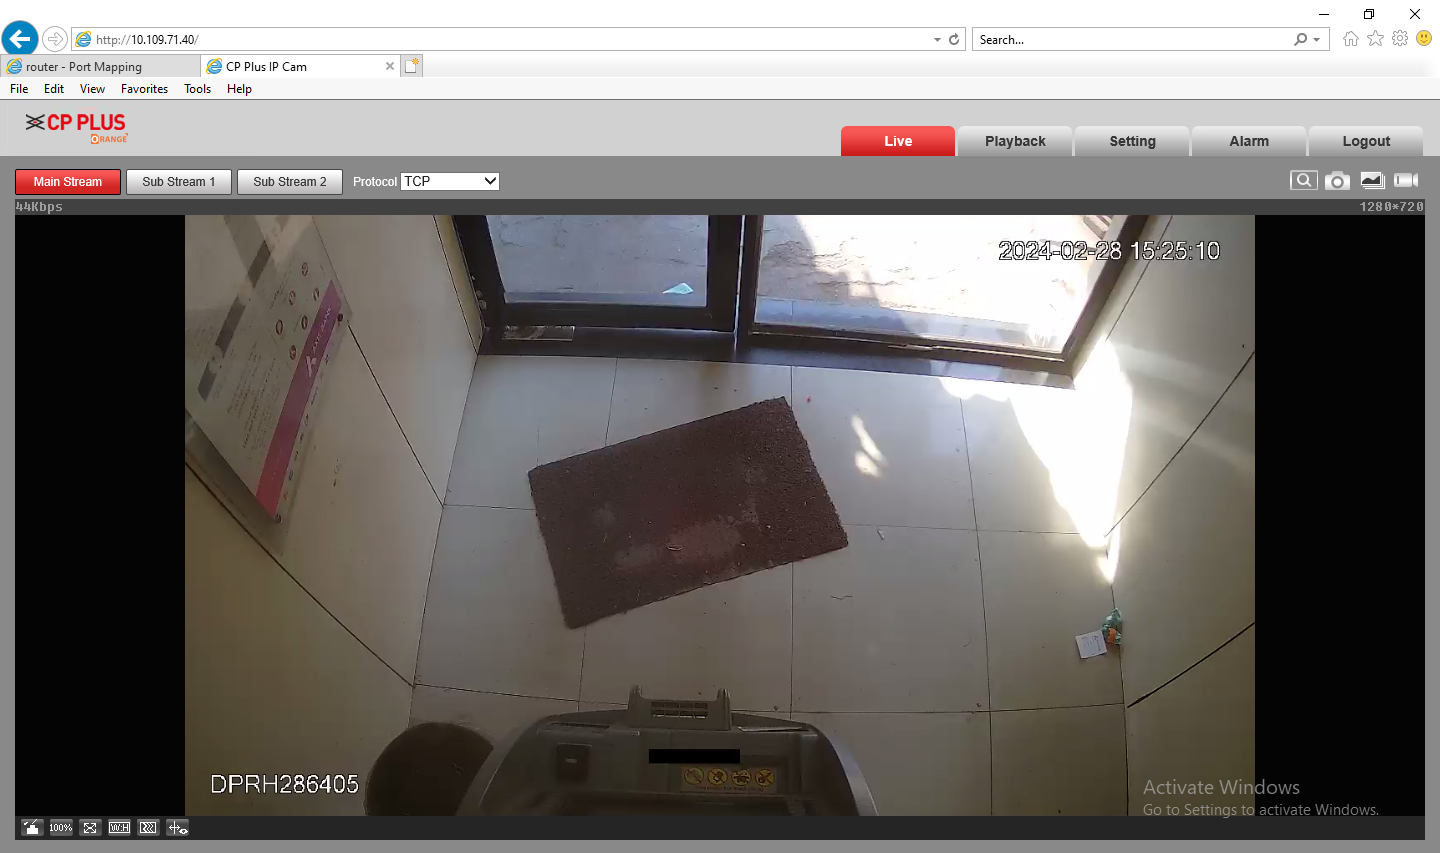 http://10.109.71.40/
Search...
router - Port Mapping
CP Plus IP Cam
File Edit View Favorites Tools Help
CP PLUS
ORANGE
Live Playback Setting Alarm Logout
Main Stream Sub Stream 1 Sub Stream 2 Protocol TCP
44Kbps 1280*720
2024-02-28 15:25:10
DPRH286405
Activate Windows
Go to Settings to activate Windows.
100% W:H